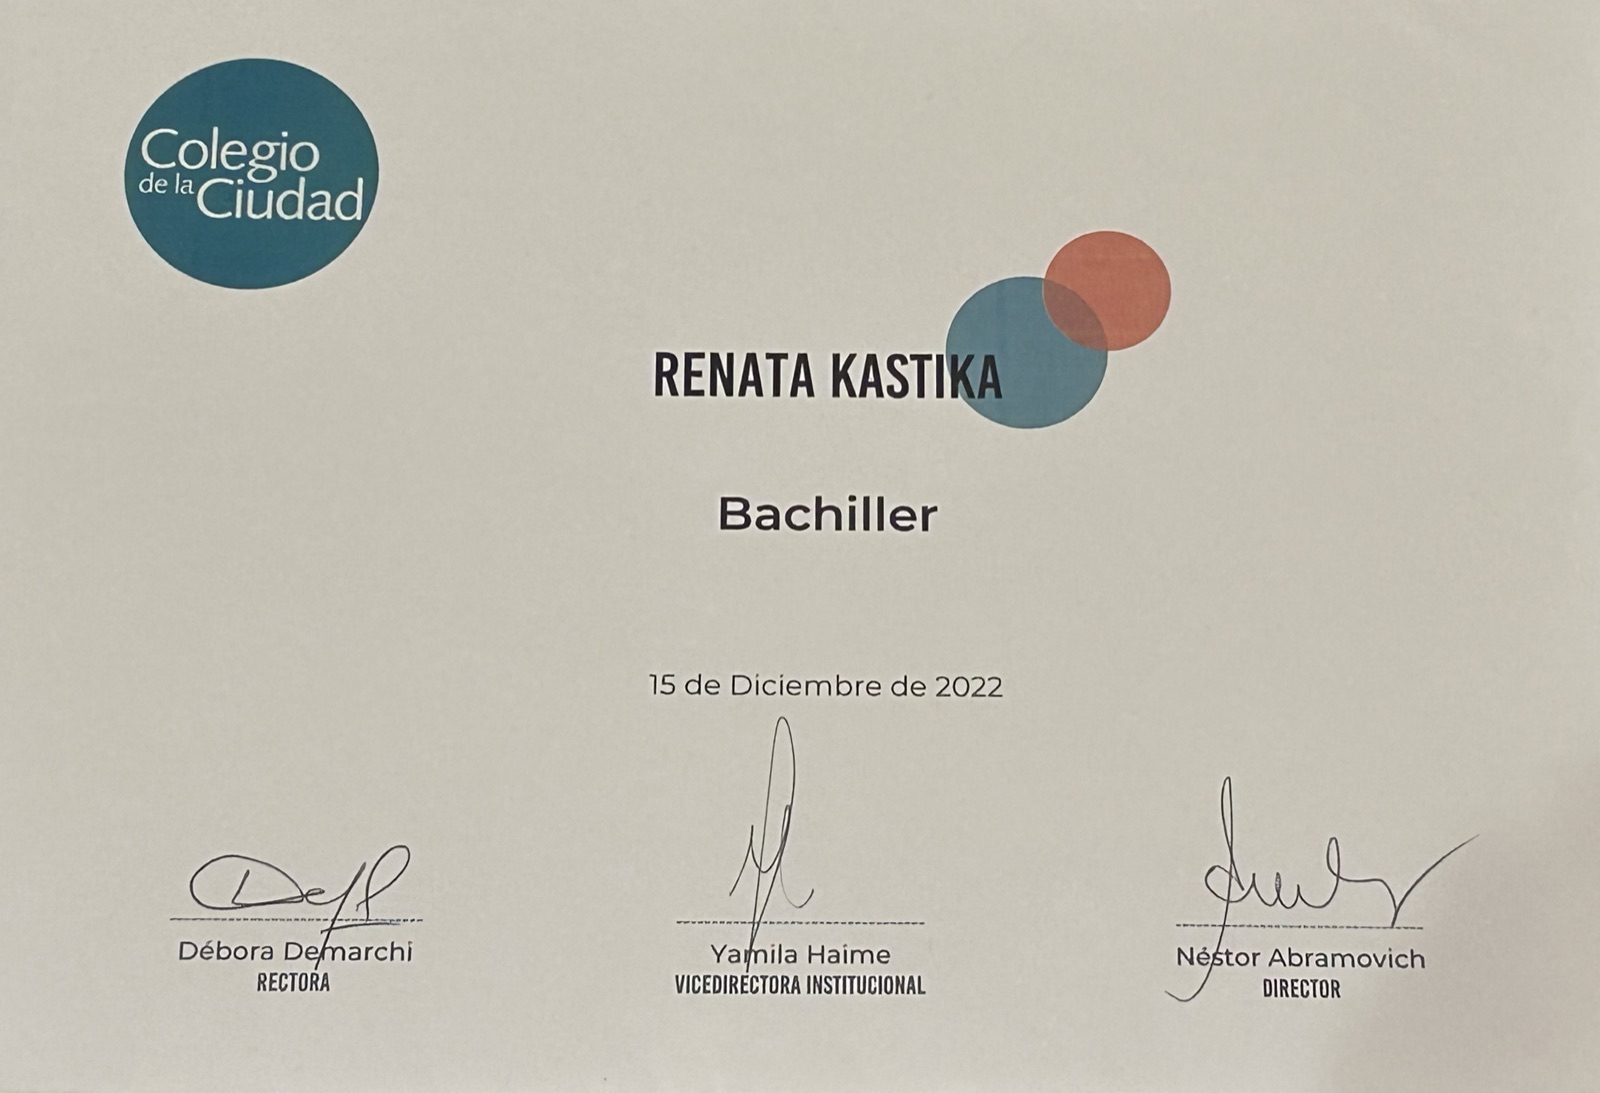 Colegio
de la Ciudad
RENATA KASTIKA
Bachiller
15 de Diciembre de 2022
Débora Demarchi
RECTORA
Yamila Haime
VICEDIRECTORA INSTITUCIONAL
Néstor Abramovich
DIRECTOR